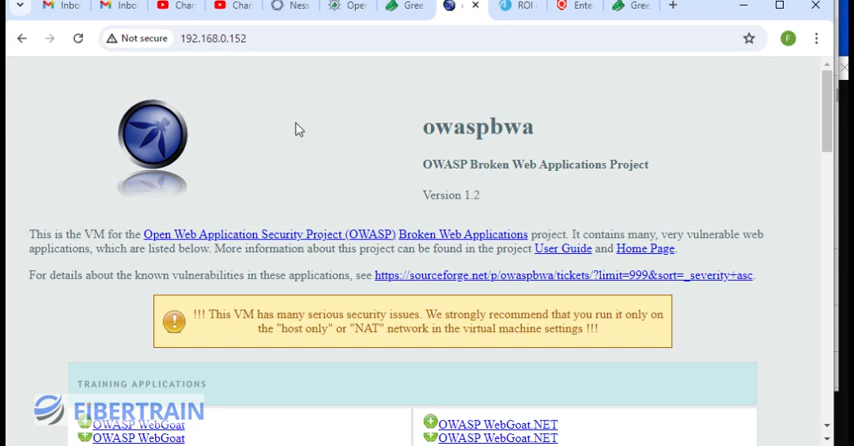 Inbo
Inbo
Char
Char
Ness
Oper
Gree
ROI
Ente
Gree
Not secure
192.168.0.152
F
owaspbwa
OWASP Broken Web Applications Project
Version 1.2
This is the VM for the Open Web Application Security Project (OWASP) Broken Web Applications project. It contains many, very vulnerable web
applications, which are listed below. More information about this project can be found in the project User Guide and Home Page.
For details about the known vulnerabilities in these applications, see https://sourceforge.net/p/owaspbwa/tickets/?limit=999&sort=_severity+asc.
!!! This VM has many serious security issues. We strongly recommend that you run it only on
the "host only" or "NAT" network in the virtual machine settings !!!
TRAINING APPLICATIONS
FIBERTRAIN
OWASP WebGoat
OWASP WebGoat.NET
OWASP WebGoat
OWASP WebGoat.NET